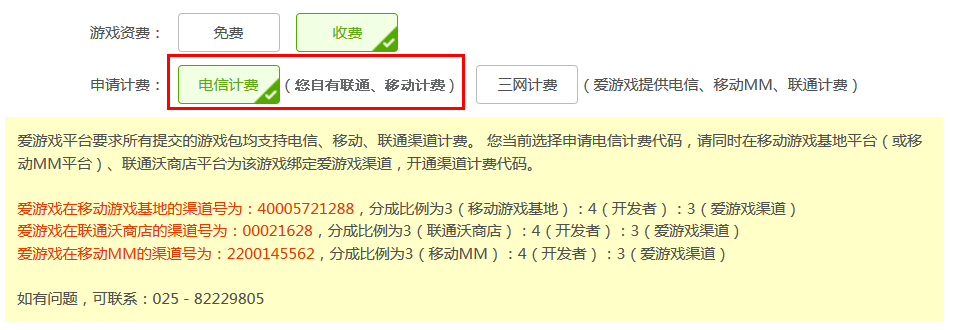 游戏资费： 免费 收费
申请计费： 电信计费（您自有联通、移动计费） 三网计费（爱游戏提供电信、移动MM、联通计费）
爱游戏平台要求所有提交的游戏包均支持电信、移动、联通渠道计费。 您当前选择申请电信计费代码，请同时在移动游戏基地平台（或移
动MM平台）、联通沃商店平台为该游戏绑定爱游戏渠道，开通渠道计费代码。
爱游戏在移动游戏基地的渠道号为：40005721288，分成比例为3（移动游戏基地）：4（开发者）：3（爱游戏渠道）
爱游戏在联通沃商店的渠道号为：00021628，分成比例为3（联通沃商店）：4（开发者）：3（爱游戏渠道）
爱游戏在移动MM的渠道号为：2200145562，分成比例为3（移动MM）：4（开发者）：3（爱游戏渠道）
如有问题，可联系：025 - 82229805